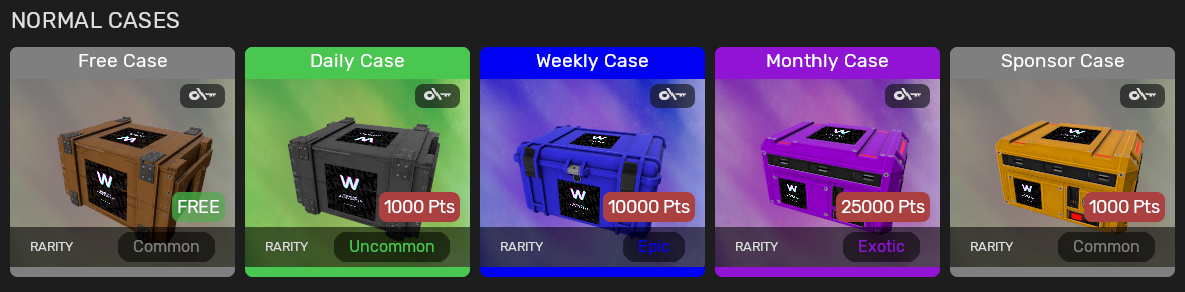 NORMAL CASES
Free Case
W
W
FREE
RARITY
Common
Daily Case
W
1000 Pts
RARITY
Uncommon
Weekly Case
W
W
10000 Pts
RARITY
Epic
Monthly Case
W
W
25000 Pts
RARITY
Exotic
Sponsor Case
W
W
1000 Pts
RARITY
Common